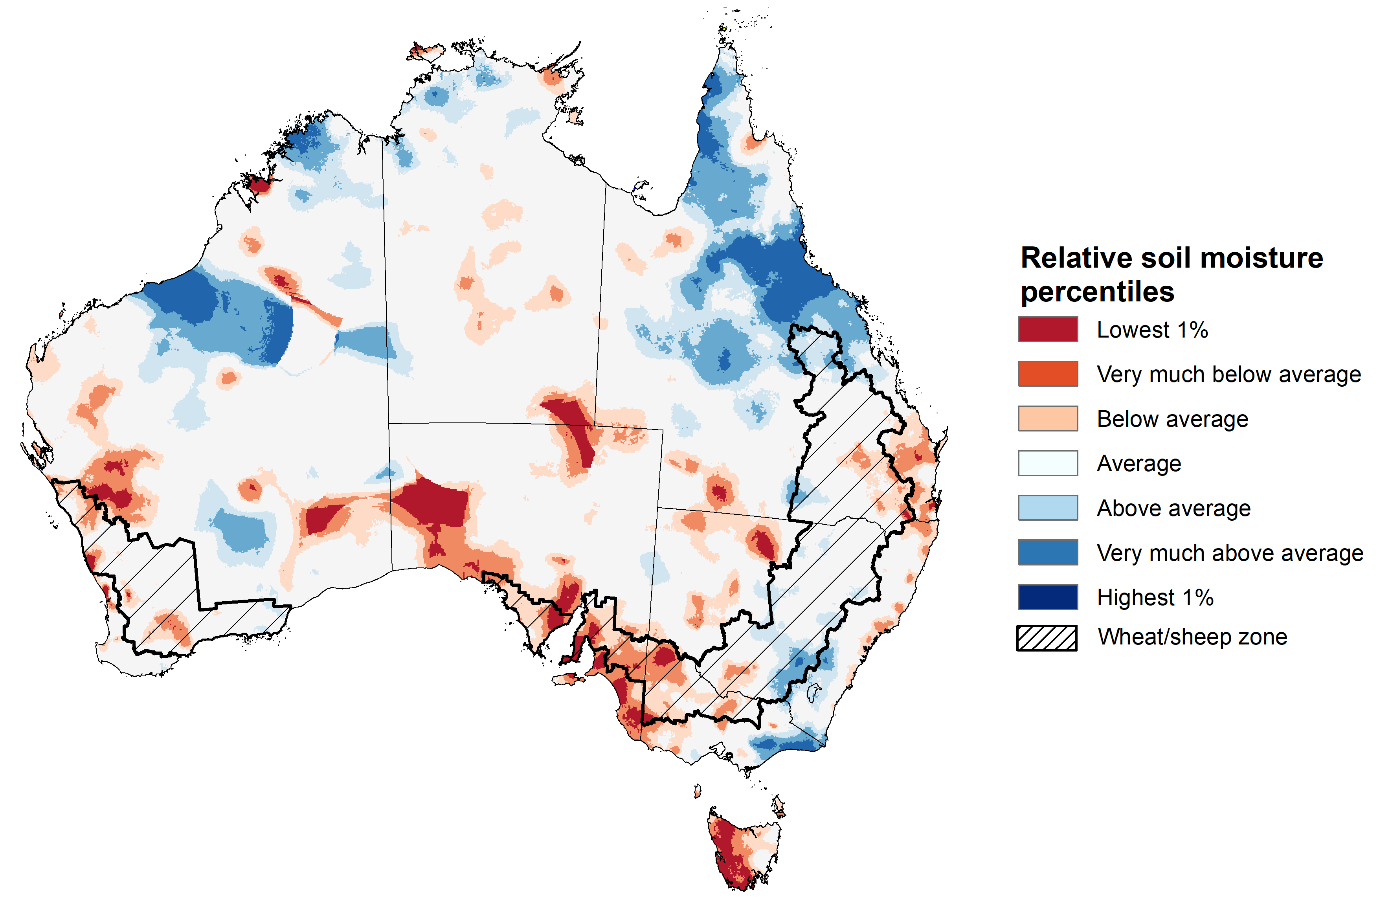 Relative soil moisture
percentiles
Lowest 1%
Very much below average
Below average
Average
Above average
Very much above average
Highest 1%
Wheat/sheep zone